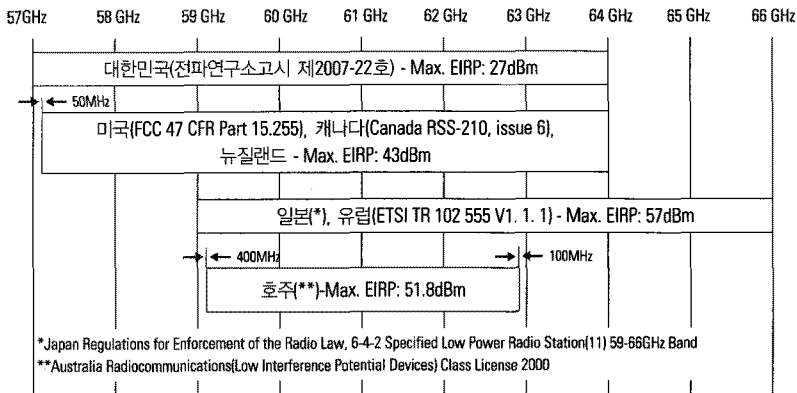 57GHz 58 GHz 59 GHz 60 GHz 61 GHz 62 GHz 63 GHz 64 GHz 65 GHz 66 GHz
대한민국(전파연구소고시 제2007-22호) - Max. EIRP: 27dBm
50MHz
미국(FCC 47 CFR Part 15.255), 캐나다(Canada RSS-210, issue 6),
뉴질랜드 - Max. EIRP: 43dBm
일본(*), 유럽(ETSI TR 102 555 V1. 1. 1) - Max. EIRP: 57dBm
400MHz 100MHz
호주(**)-Max. EIRP: 51.8dBm
*Japan Regulations for Enforcement of the Radio Law, 6-4-2 Specified Low Power Radio Station(11) 59-66GHz Band
**Australia Radiocommunications(Low Interference Potential Devices) Class License 2000